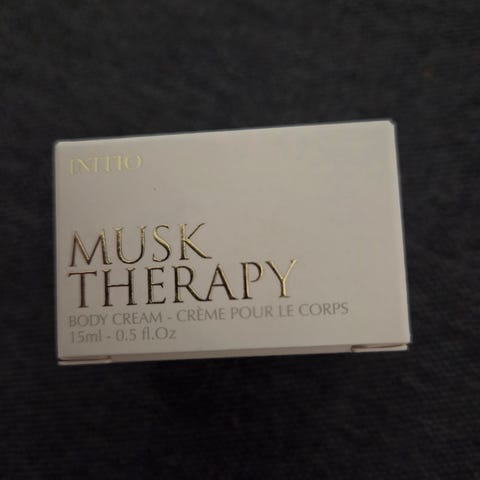 INITIO
MUSK
THERAPY
BODY CREAM - CRÈME POUR LE CORPS
15ml - 0.5 fl.Oz